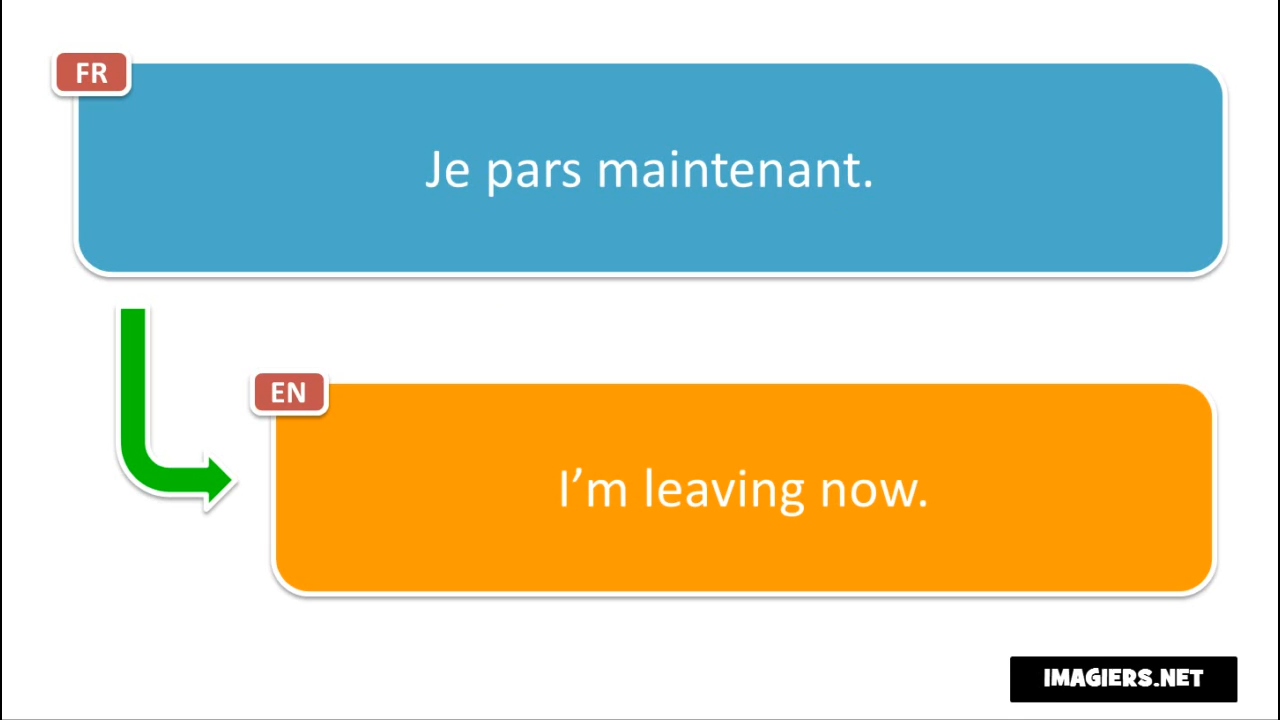 FR
Je pars maintenant.
EN
I’m leaving now.
IMAGIERS.NET